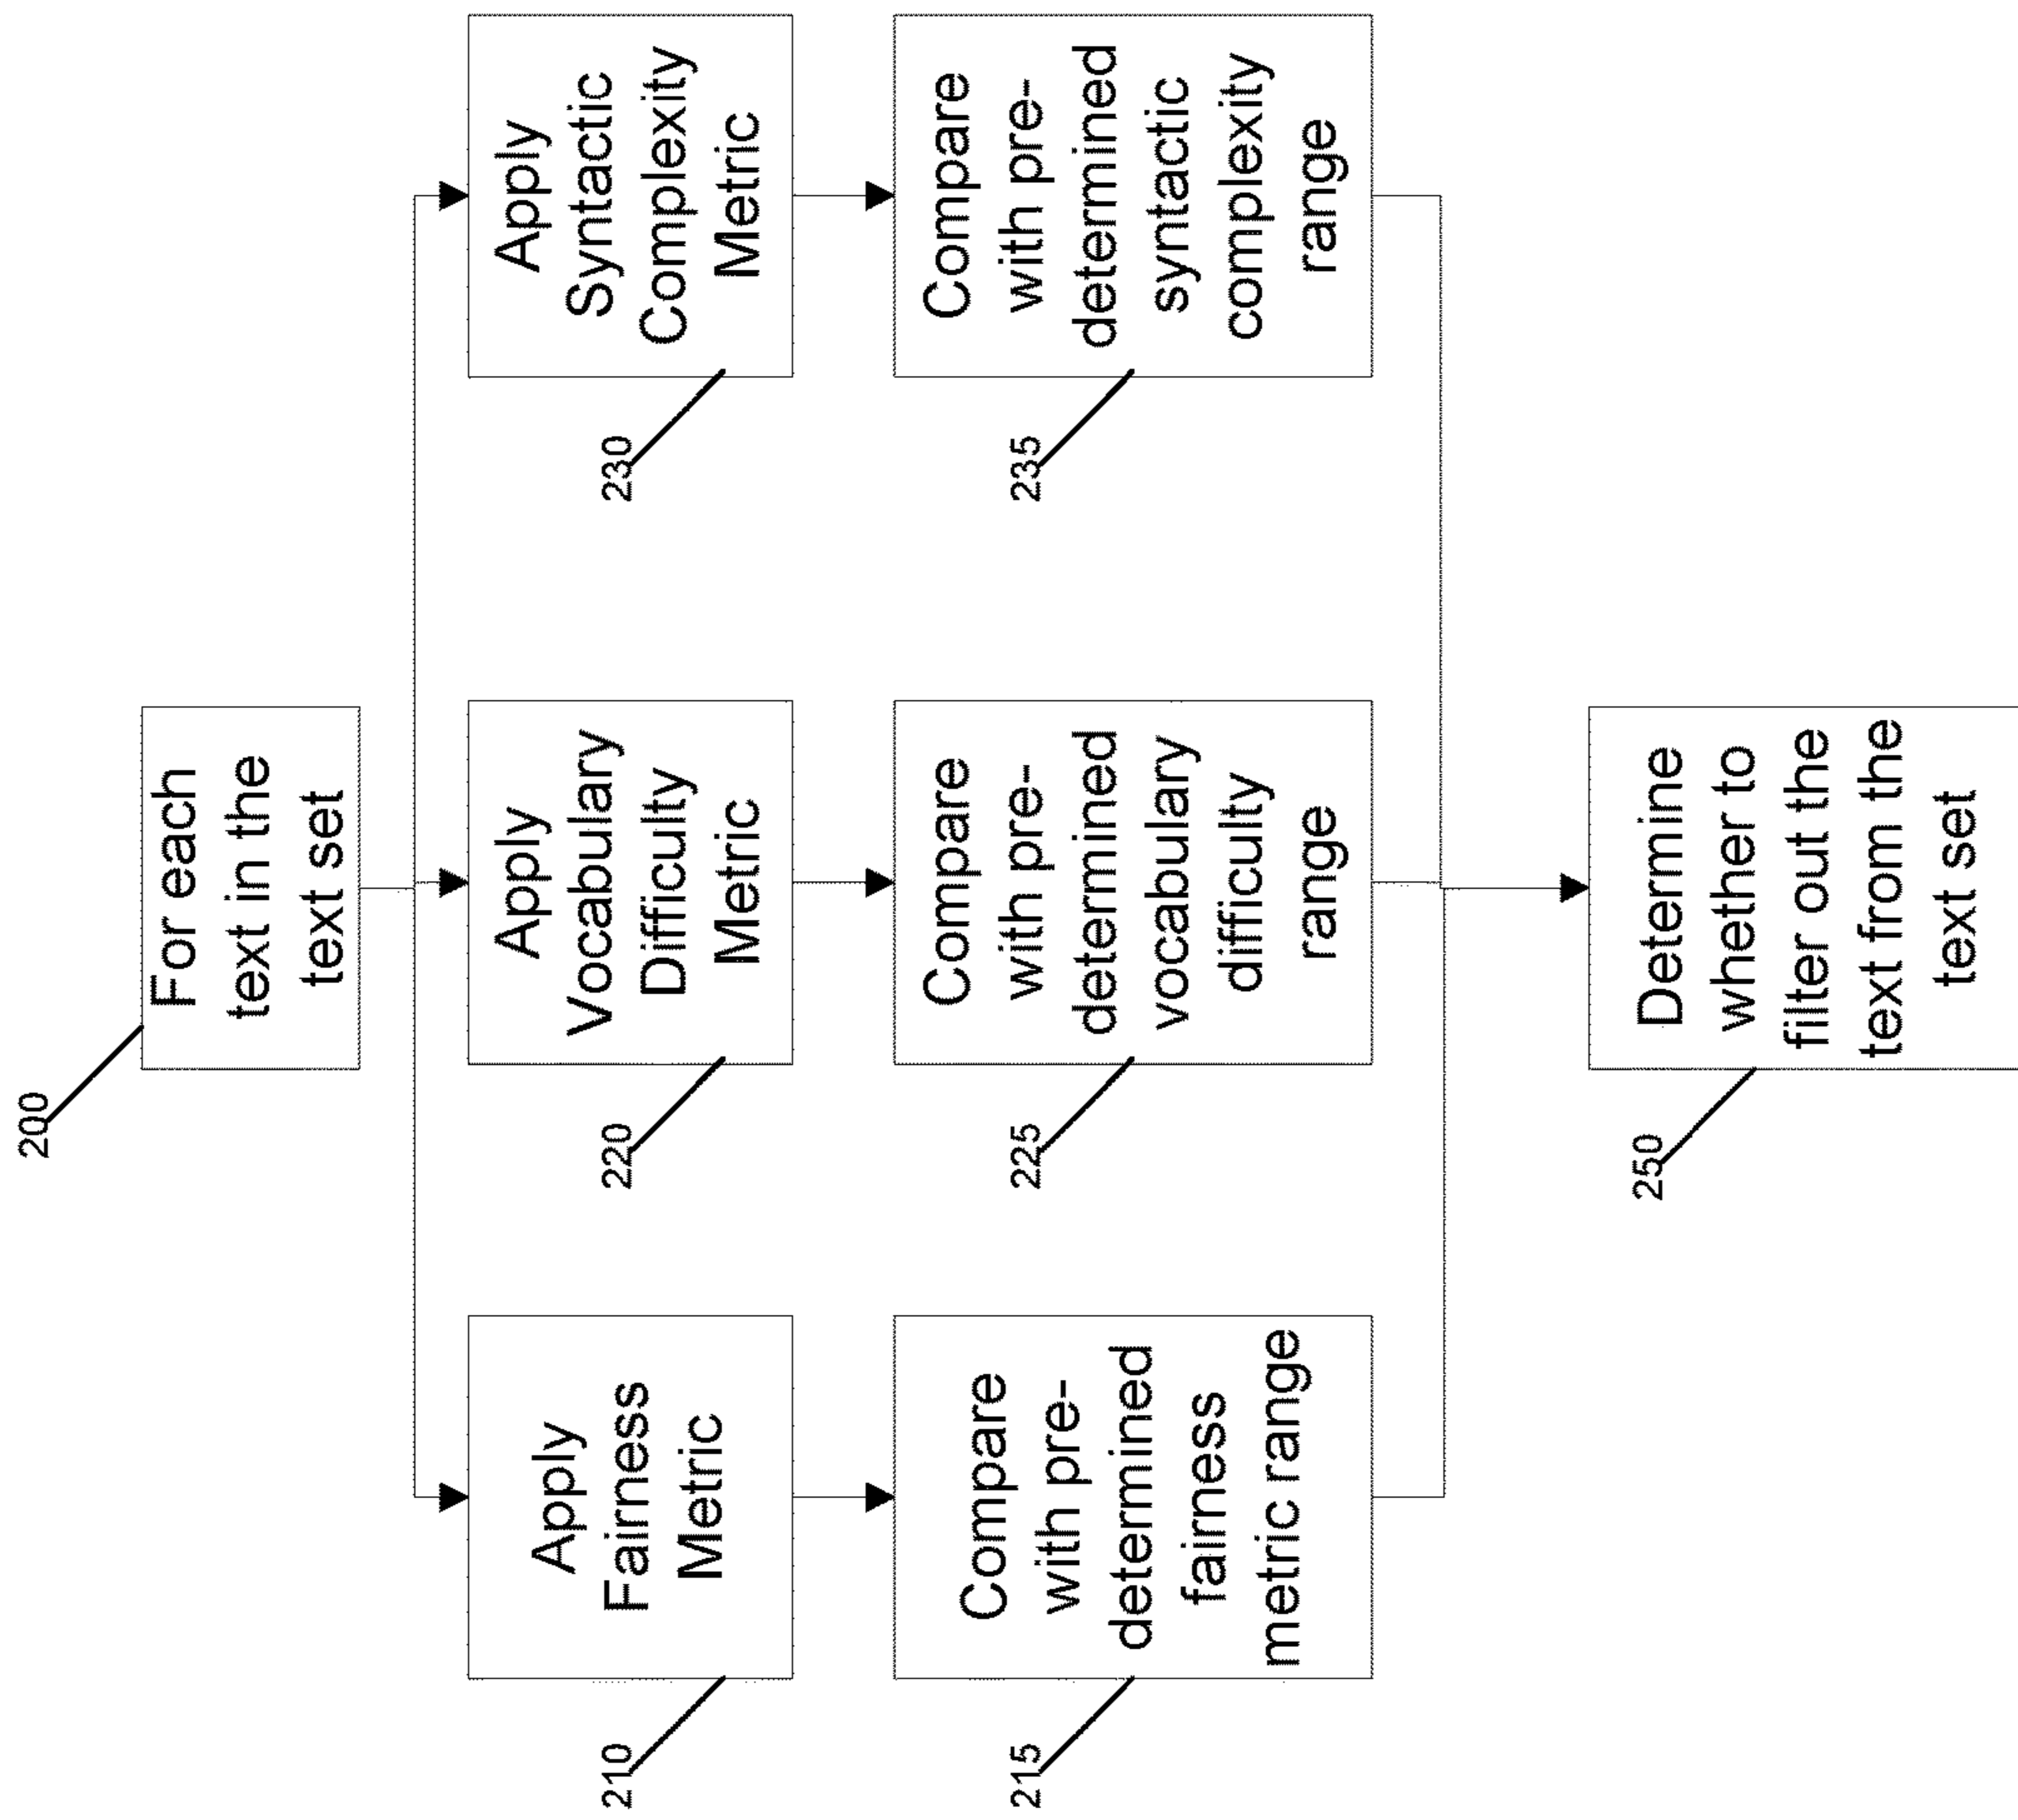 200
For each
text in the
text set
210
Apply
Fairness
Metric
220
Apply
Vocabulary
Difficulty
Metric
230
Apply
Syntactic
Complexity
Metric
215
Compare
with pre-
determined
fairness
metric range
225
Compare
with pre-
determined
vocabulary
difficulty
range
235
Compare
with pre-
determined
syntactic
complexity
range
250
Determine
whether to
filter out the
text from the
text set